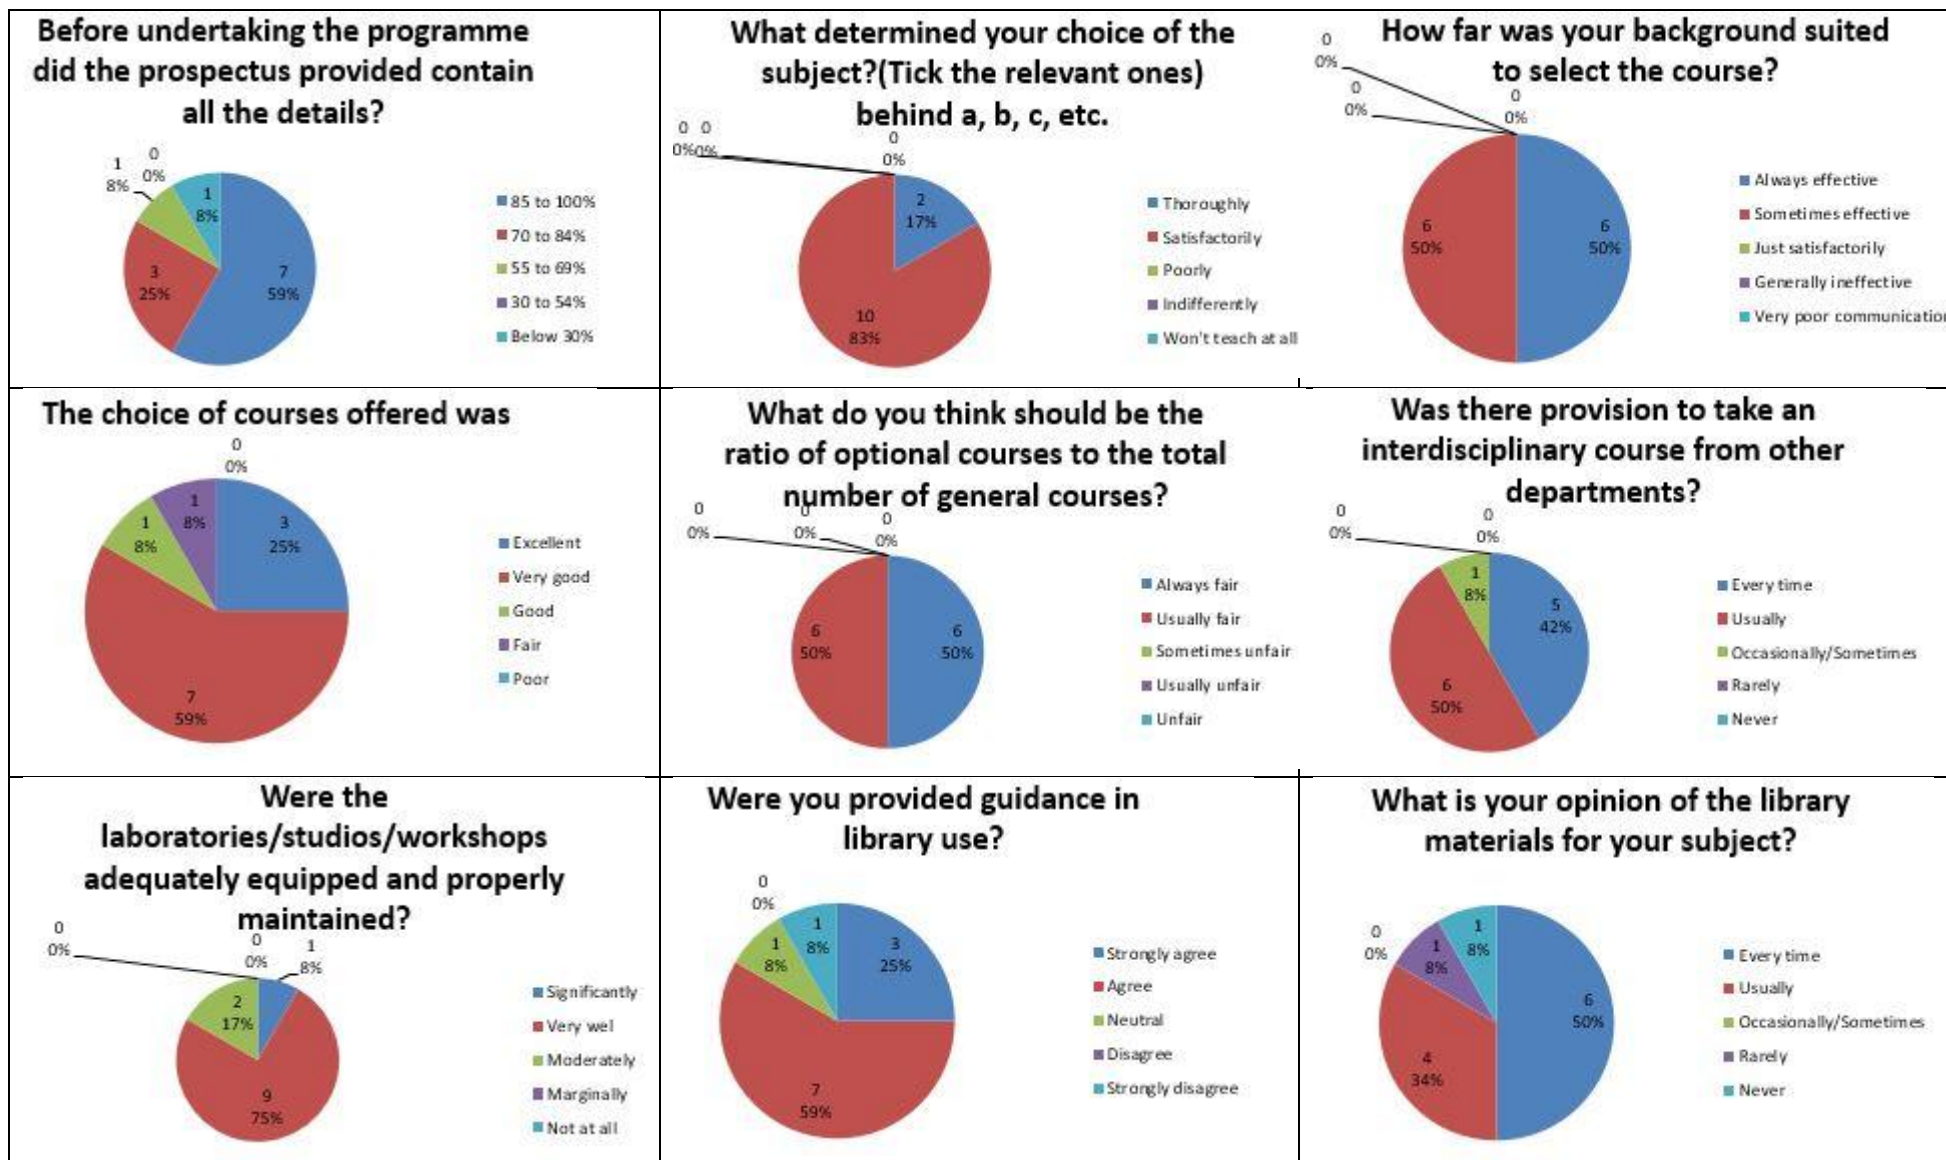 Before undertaking the programme
did the prospectus provided contain
all the details?
1
8%
0
0%
1
8%
3
25%
7
59%
85 to 100%
70 to 84%
55 to 69%
30 to 54%
Below 30%
What determined your choice of the
subject?(Tick the relevant ones)
behind a, b, c, etc.
0
0%
0
0%
0
0%
2
17%
10
83%
Thoroughly
Satisfactorily
Poorly
Indifferently
Won't teach at all
How far was your background suited
to select the course?
0
0%
0
0%
0
0%
6
50%
6
50%
Always effective
Sometimes effective
Just satisfactorily
Generally ineffective
Very poor communication
The choice of courses offered was
0
0%
1
8%
1
8%
3
25%
7
59%
Excellent
Very good
Good
Fair
Poor
What do you think should be the
ratio of optional courses to the total
number of general courses?
0
0%
0
0%
0
0%
6
50%
6
50%
Always fair
Usually fair
Sometimes unfair
Usually unfair
Unfair
Was there provision to take an
interdisciplinary course from other
departments?
0
0%
0
0%
1
8%
5
42%
6
50%
Every time
Usually
Occasionally/Sometimes
Rarely
Never
Were the
laboratories/studios/workshops
adequately equipped and properly
maintained?
0
0%
0
0%
1
8%
2
17%
9
75%
Significantly
Very wel
Moderately
Marginally
Not at all
Were you provided guidance in
library use?
0
0%
1
8%
1
8%
3
25%
7
59%
Strongly agree
Agree
Neutral
Disagree
Strongly disagree
What is your opinion of the library
materials for your subject?
0
0%
1
8%
1
8%
6
50%
4
34%
Every time
Usually
Occasionally/Sometimes
Rarely
Never